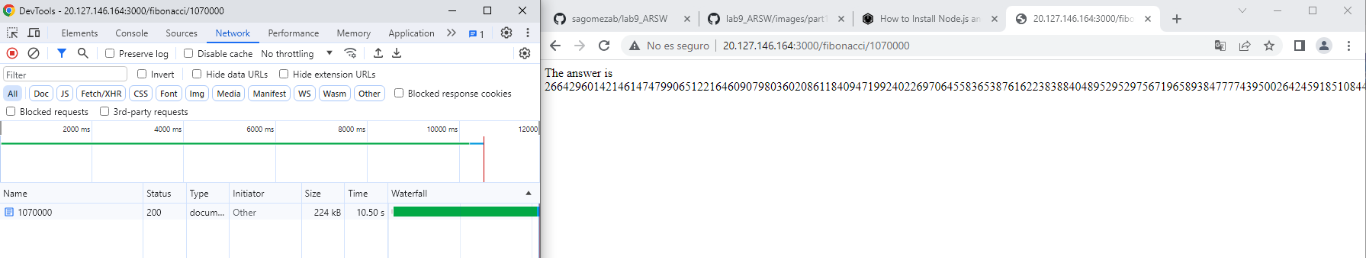 DevTools - 20.127.146.164:3000/fibonacci/1070000
Elements Console Sources Network Performance Memory Application 1
Preserve log Disable cache No throttling
Filter Invert Hide data URLs Hide extension URLs
All Doc JS Fetch/XHR CSS Font Img Media Manifest WS Wasm Other Blocked response cookies
Blocked requests 3rd-party requests
2000 ms 4000 ms 6000 ms 8000 ms 10000 ms 12000
Name Status Type Initiator Size Time Waterfall
1070000 200 docum... Other 224 kB 10.50 s
sagomezab/lab9_ARSW lab9_ARSW/images/part1 How to Install Node.js an 20.127.146.164:3000/fibo
No es seguro 20.127.146.164:3000/fibonacci/1070000
The answer is